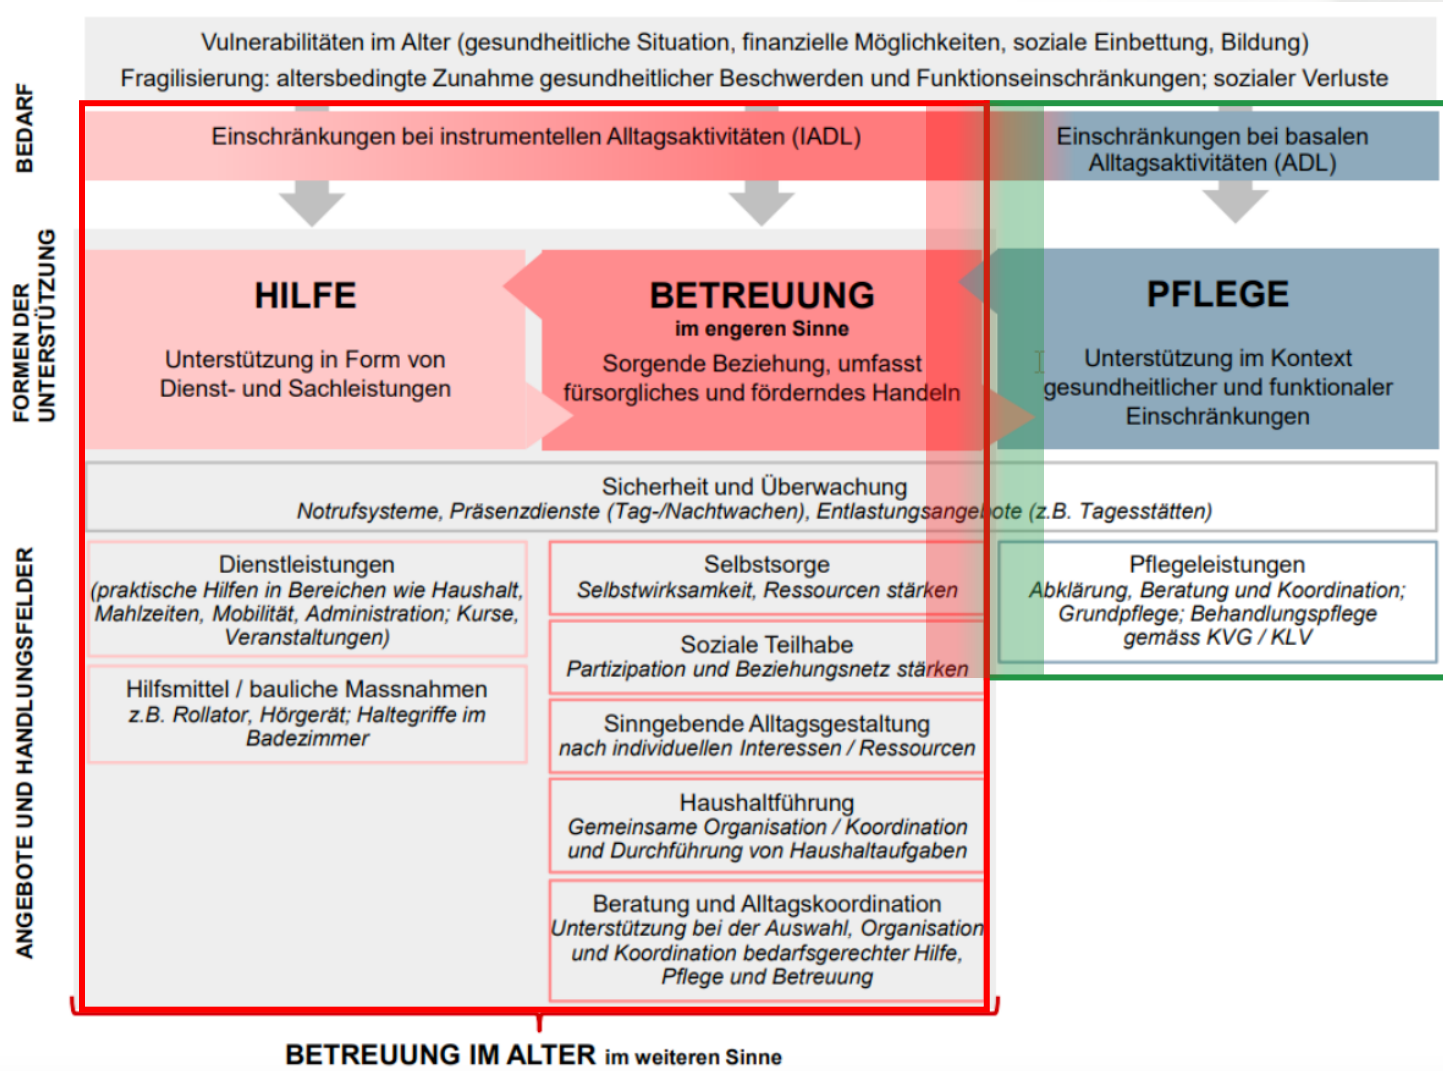 Vulnerabilitäten im Alter (gesundheitliche Situation, finanzielle Möglichkeiten, soziale Einbettung, Bildung)
Fragilisierung: altersbedingte Zunahme gesundheitlicher Beschwerden und Funktionseinschränkungen; sozialer Verluste
BEDARF
Einschränkungen bei instrumentellen Alltagsaktivitäten (IADL)
Einschränkungen bei basalen
Alltagsaktivitäten (ADL)
FORMEN DER
UNTERSTÜTZUNG
HILFE
Unterstützung in Form von
Dienst- und Sachleistungen
BETREUUNG
im engeren Sinne
Sorgende Beziehung, umfasst
fürsorgliches und förderndes Handeln
PFLEGE
Unterstützung im Kontext
gesundheitlicher und funktionaler
Einschränkungen
Sicherheit und Überwachung
Notrufsysteme, Präsenzdienste (Tag-/Nachtwachen), Entlastungsangebote (z.B. Tagesstätten)
ANGEBOTE UND HANDLUNGSFELDER
Dienstleistungen
(praktische Hilfen in Bereichen wie Haushalt,
Mahlzeiten, Mobilität, Administration; Kurse,
Veranstaltungen)
Hilfsmittel / bauliche Massnahmen
z.B. Rollator, Hörgerät; Haltegriffe im
Badezimmer
Selbstsorge
Selbstwirksamkeit, Ressourcen stärken
Soziale Teilhabe
Partizipation und Beziehungsnetz stärken
Sinngebende Alltagsgestaltung
nach individuellen Interessen / Ressourcen
Haushaltführung
Gemeinsame Organisation / Koordination
und Durchführung von Haushaltaufgaben
Beratung und Alltagskoordination
Unterstützung bei der Auswahl, Organisation
und Koordination bedarfsgerechter Hilfe,
Pflege und Betreuung
Pflegeleistungen
Abklärung, Beratung und Koordination;
Grundpflege; Behandlungspflege
gemäss KVG / KLV
BETREUUNG IM ALTER im weiteren Sinne